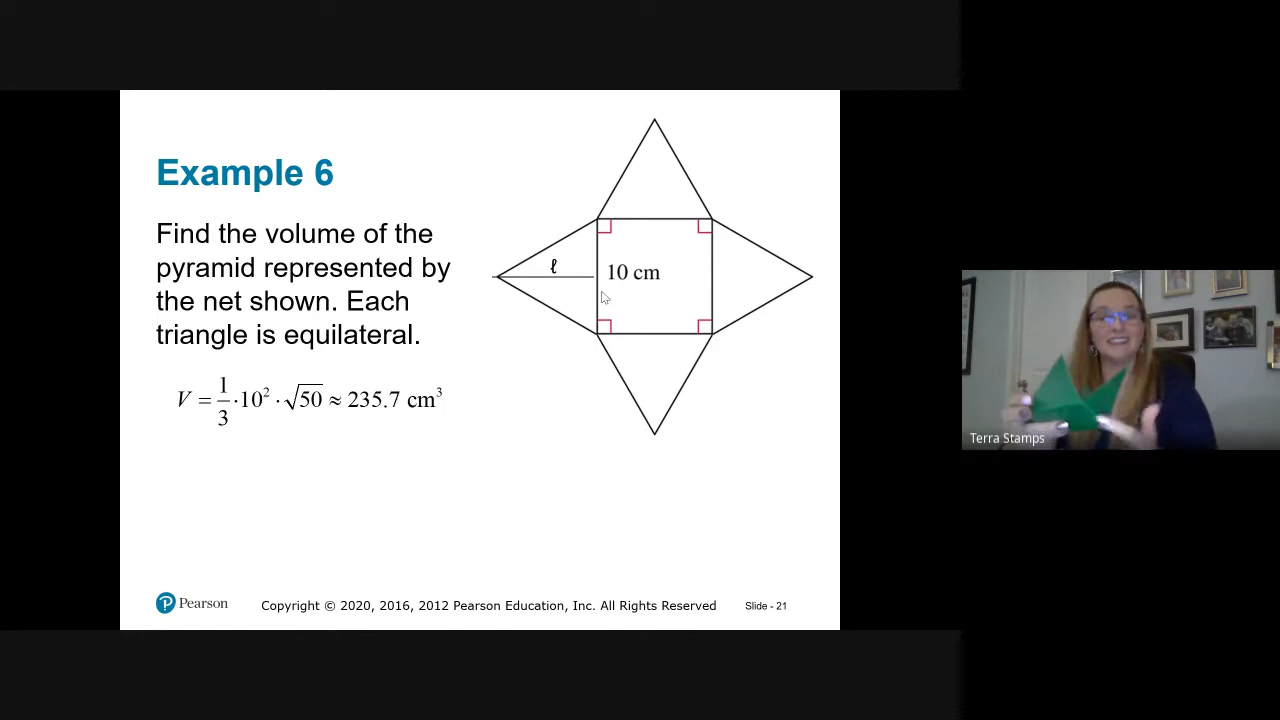 Example 6
Find the volume of the
pyramid represented by
the net shown. Each
triangle is equilateral.
V = 1/3 · 10² · √50 ≈ 235.7 cm³
ℓ
10 cm
Terra Stamps
Pearson
Copyright © 2020, 2016, 2012 Pearson Education, Inc. All Rights Reserved
Slide - 21